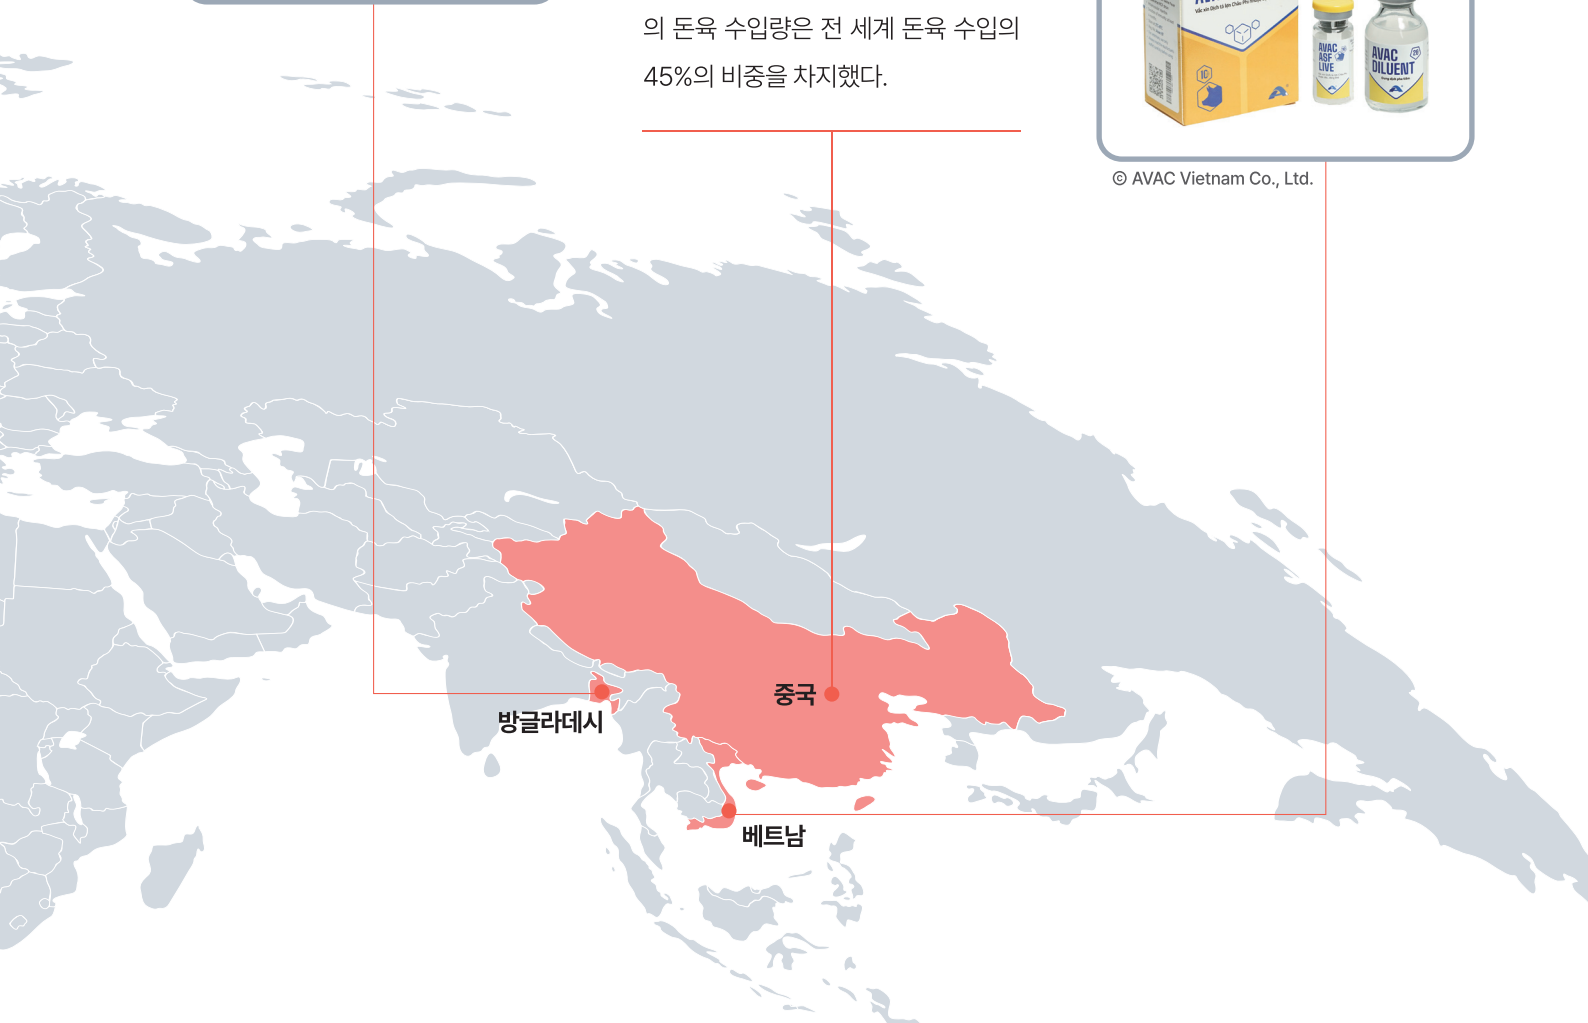 의 돈육 수입량은 전 세계 돈육 수입의
45%의 비중을 차지했다.
10
AVAC
ASF
LIVE
AVAC
DILUENT
© AVAC Vietnam Co., Ltd.
중국
방글라데시
베트남